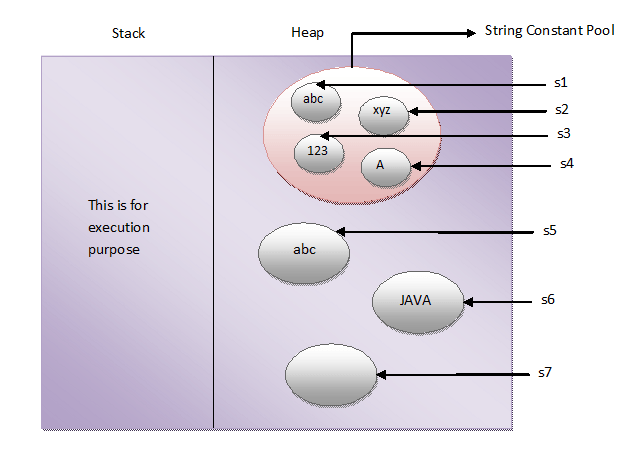 Stack
Heap
String Constant Pool
abc
s1
xyz
s2
s3
123
A
s4
This is for
execution
purpose
s5
abc
JAVA
s6
s7